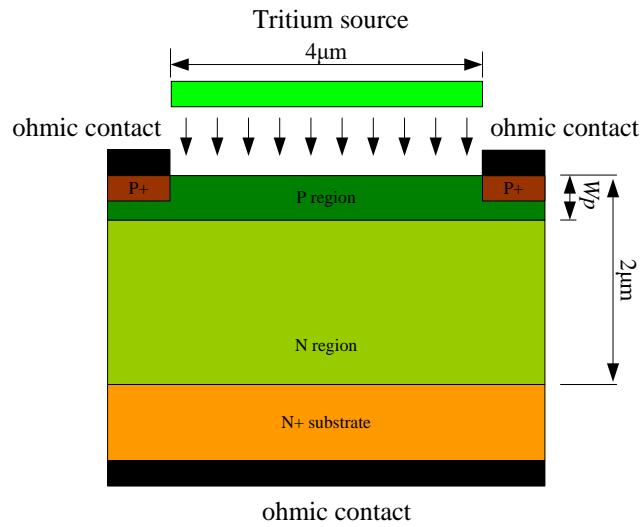 Tritium source
4μm
ohmic contact
ohmic contact
P+
P region
P+
Wp
2μm
N region
N+ substrate
ohmic contact